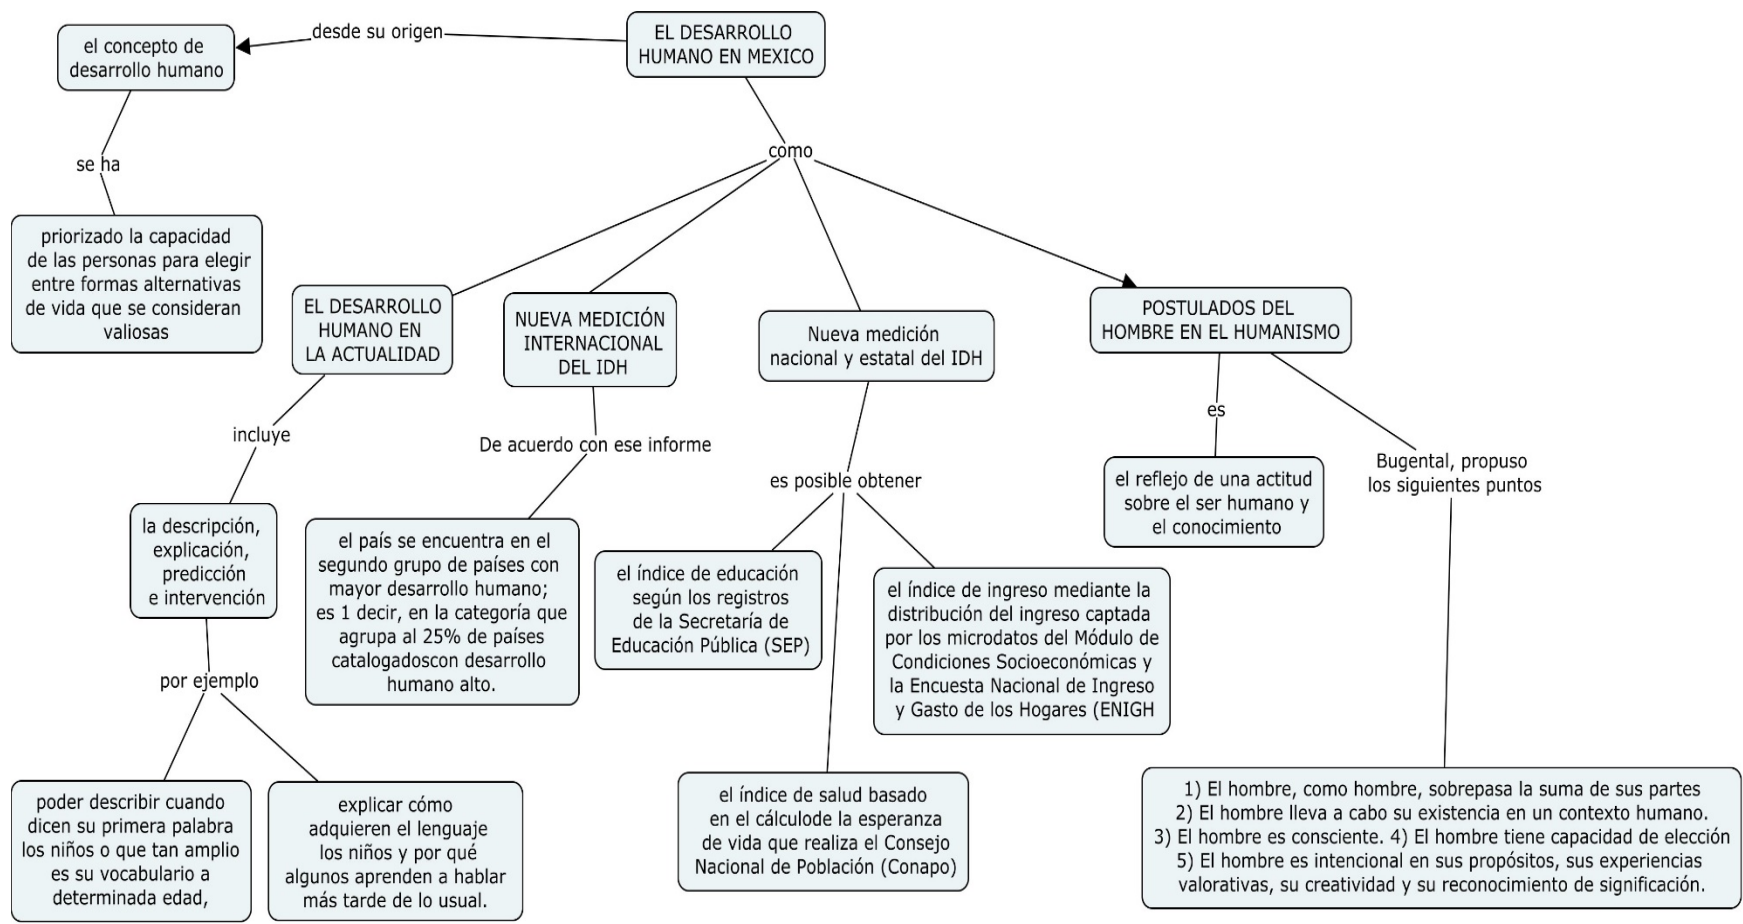 EL DESARROLLO
HUMANO EN MEXICO
desde su origen
el concepto de
desarrollo humano
se ha
priorizado la capacidad
de las personas para elegir
entre formas alternativas
de vida que se consideran
valiosas
como
EL DESARROLLO
HUMANO EN
LA ACTUALIDAD
incluye
la descripción,
explicación,
predicción
e intervención
por ejemplo
poder describir cuando
dicen su primera palabra
los niños o que tan amplio
es su vocabulario a
determinada edad,
explicar cómo
adquieren el lenguaje
los niños y por qué
algunos aprenden a hablar
más tarde de lo usual.
NUEVA MEDICIÓN
INTERNACIONAL
DEL IDH
De acuerdo con ese informe
el país se encuentra en el
segundo grupo de países con
mayor desarrollo humano;
es 1 decir, en la categoría que
agrupa al 25% de países
catalogadoscon desarrollo
humano alto.
Nueva medición
nacional y estatal del IDH
es posible obtener
el índice de educación
según los registros
de la Secretaría de
Educación Pública (SEP)
el índice de salud basado
en el cálculode la esperanza
de vida que realiza el Consejo
Nacional de Población (Conapo)
el índice de ingreso mediante la
distribución del ingreso captada
por los microdatos del Módulo de
Condiciones Socioeconómicas y
la Encuesta Nacional de Ingreso
y Gasto de los Hogares (ENIGH
POSTULADOS DEL
HOMBRE EN EL HUMANISMO
es
el reflejo de una actitud
sobre el ser humano y
el conocimiento
Bugental, propuso
los siguientes puntos
1) El hombre, como hombre, sobrepasa la suma de sus partes
2) El hombre lleva a cabo su existencia en un contexto humano.
3) El hombre es consciente. 4) El hombre tiene capacidad de elección
5) El hombre es intencional en sus propósitos, sus experiencias
valorativas, su creatividad y su reconocimiento de significación.